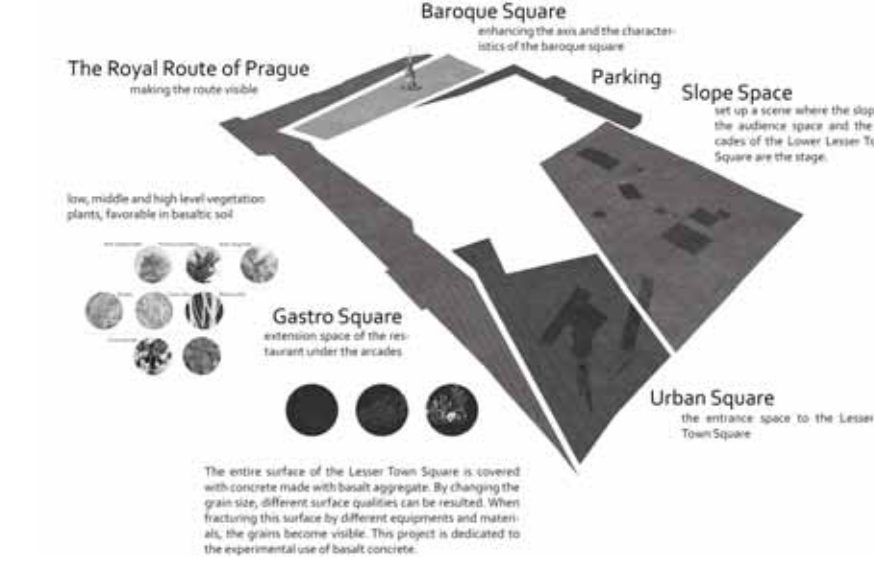 Baroque Square
enhancing the axis and the character-
istics of the baroque square
The Royal Route of Prague
making the route visible
Parking
Slope Space
set up a scene where the slop
the audience space and the
cades of the Lower Lesser To
Square are the stage.
low, middle and high level vegetation
plants, favorable in basaltic soil
Gastro Square
extension space of the res-
taurant under the arcades
Urban Square
the entrance space to the Lesser
Town Square
The entire surface of the Lesser Town Square is covered
with concrete made with basalt aggregate. By changing the
grain size, different surface qualities can be resulted. When
fracturing this surface by different equipments and materi-
als, the grains become visible. This project is dedicated to
the experimental use of basalt concrete.